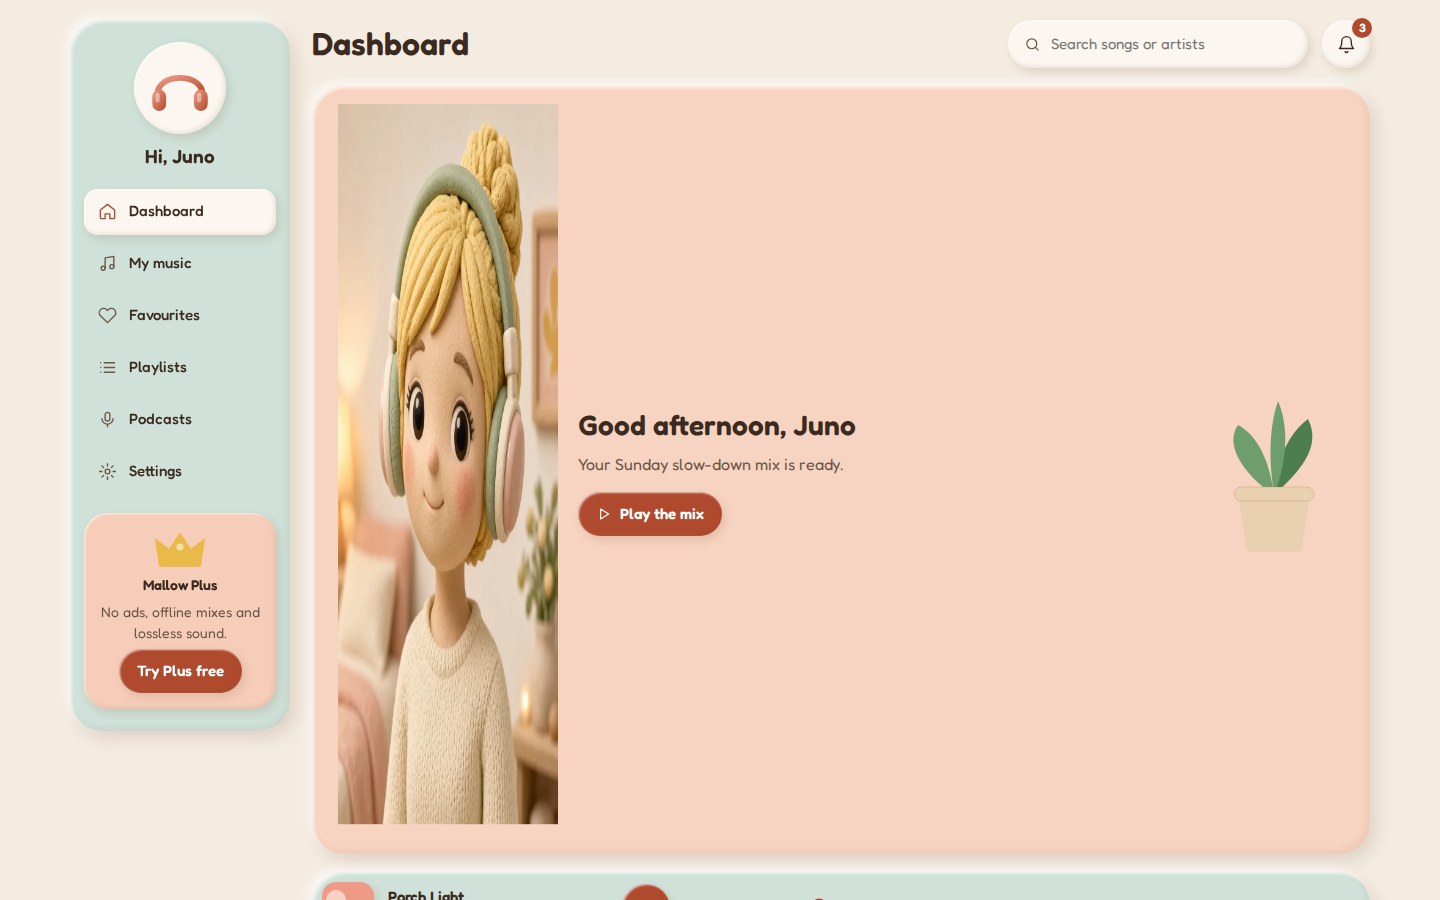 Hi, Juno
Dashboard
My music
Favourites
Playlists
Podcasts
Settings
Mallow Plus
No ads, offline mixes and
lossless sound.
Try Plus free
Dashboard
Search songs or artists
3
Good afternoon, Juno
Your Sunday slow-down mix is ready.
Play the mix
Porch Light